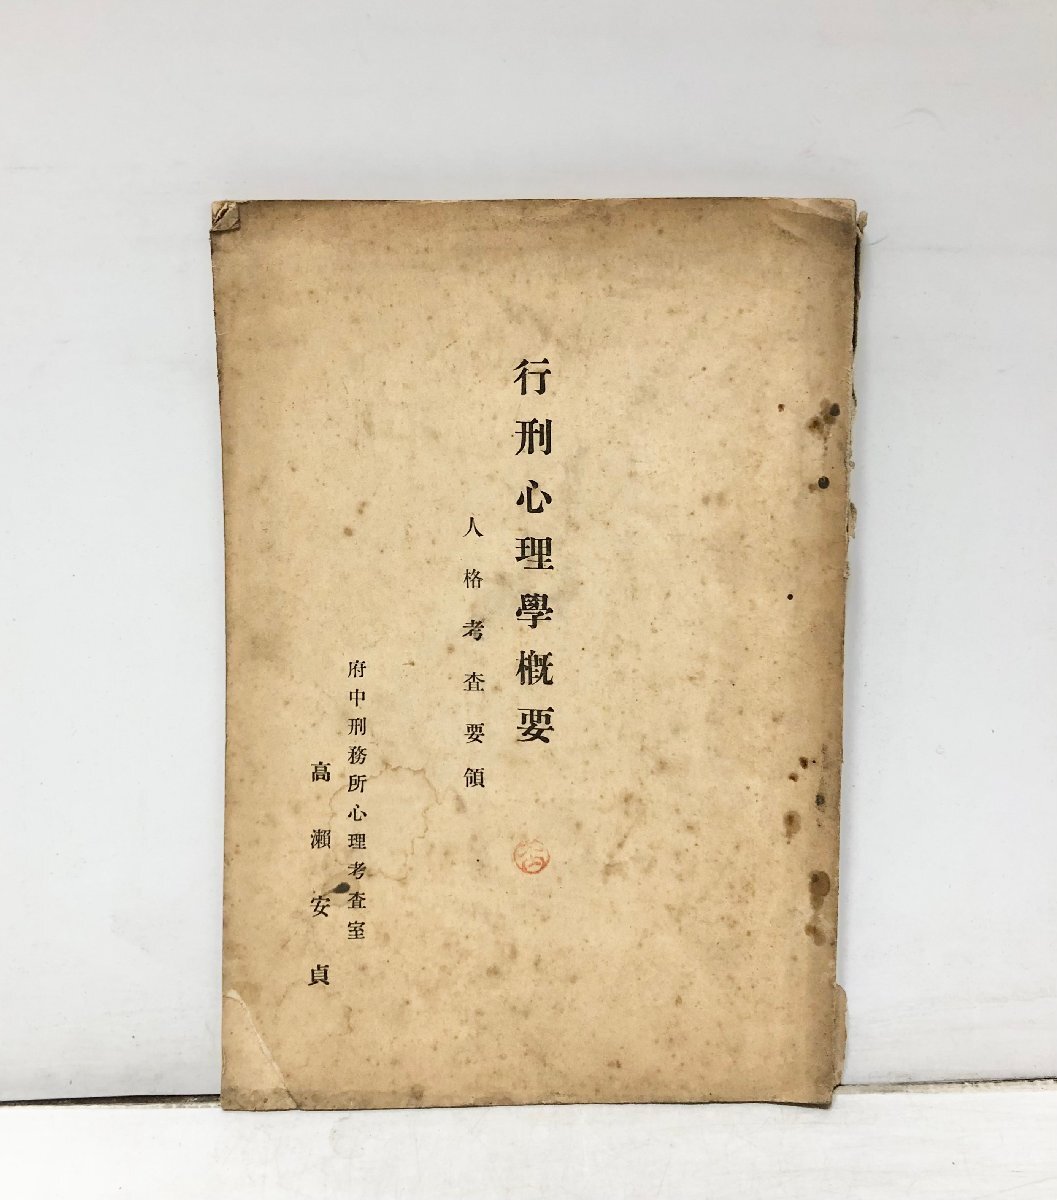 行刑心理學概要
人格考査要領
府中刑務所心理考査室
高瀨安貞